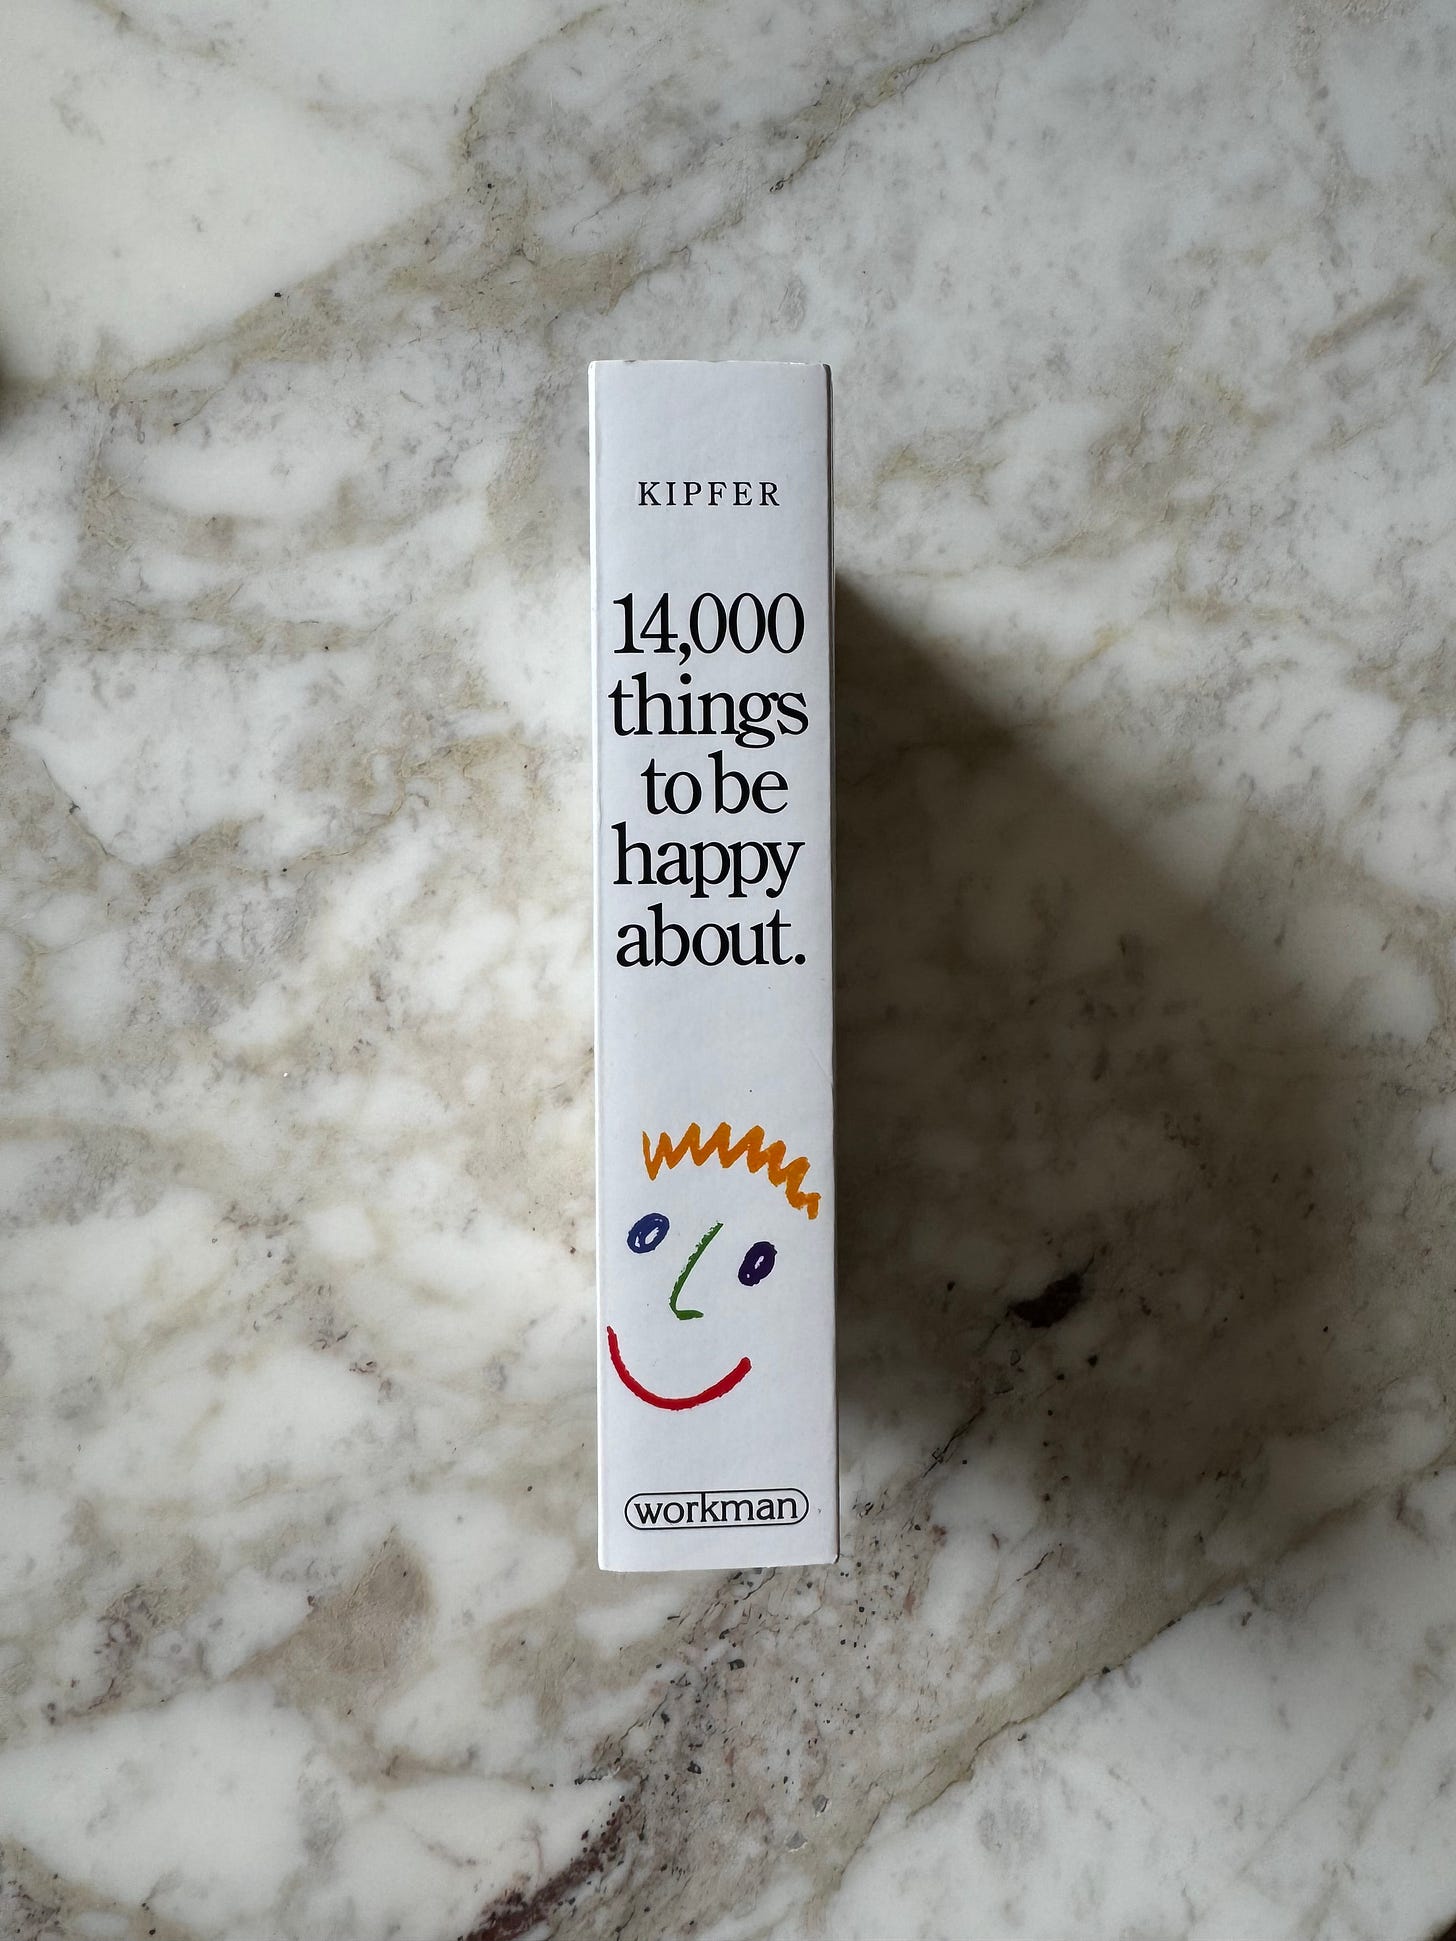 KIPFER
14,000
things
to be
happy
about.
workman